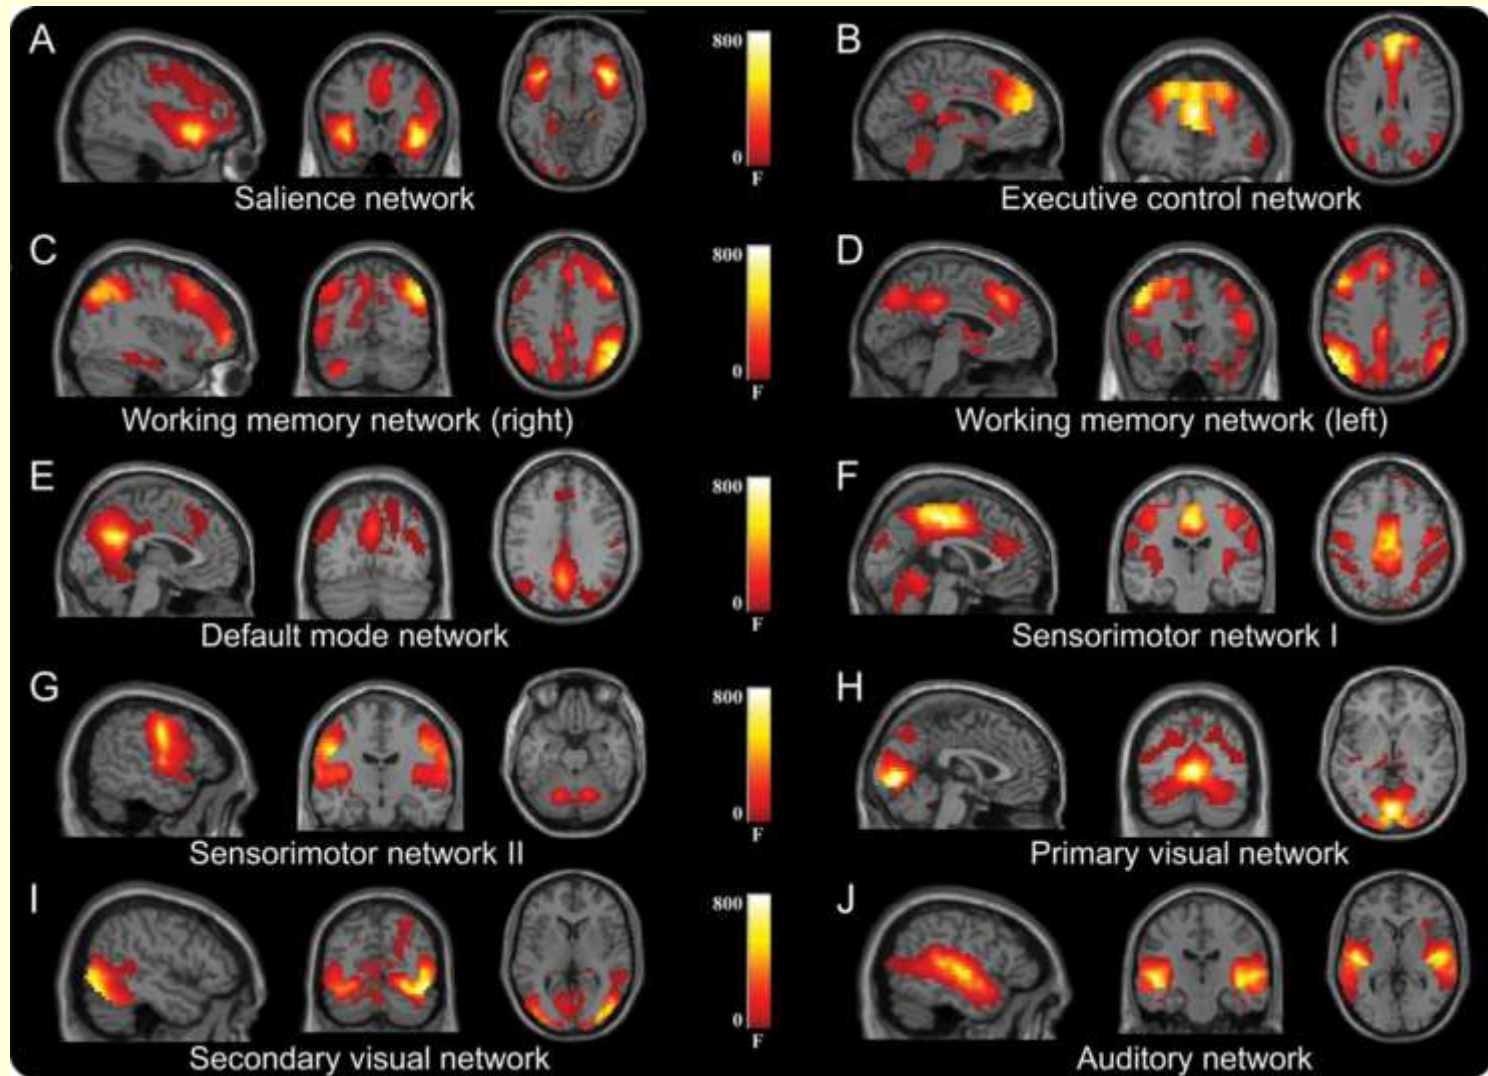 A
800
0
F
B
Salience network
Executive control network
C
800
0
F
D
Working memory network (right)
Working memory network (left)
E
800
0
F
F
Default mode network
Sensorimotor network I
G
800
0
F
H
Sensorimotor network II
Primary visual network
I
800
0
F
J
Secondary visual network
Auditory network